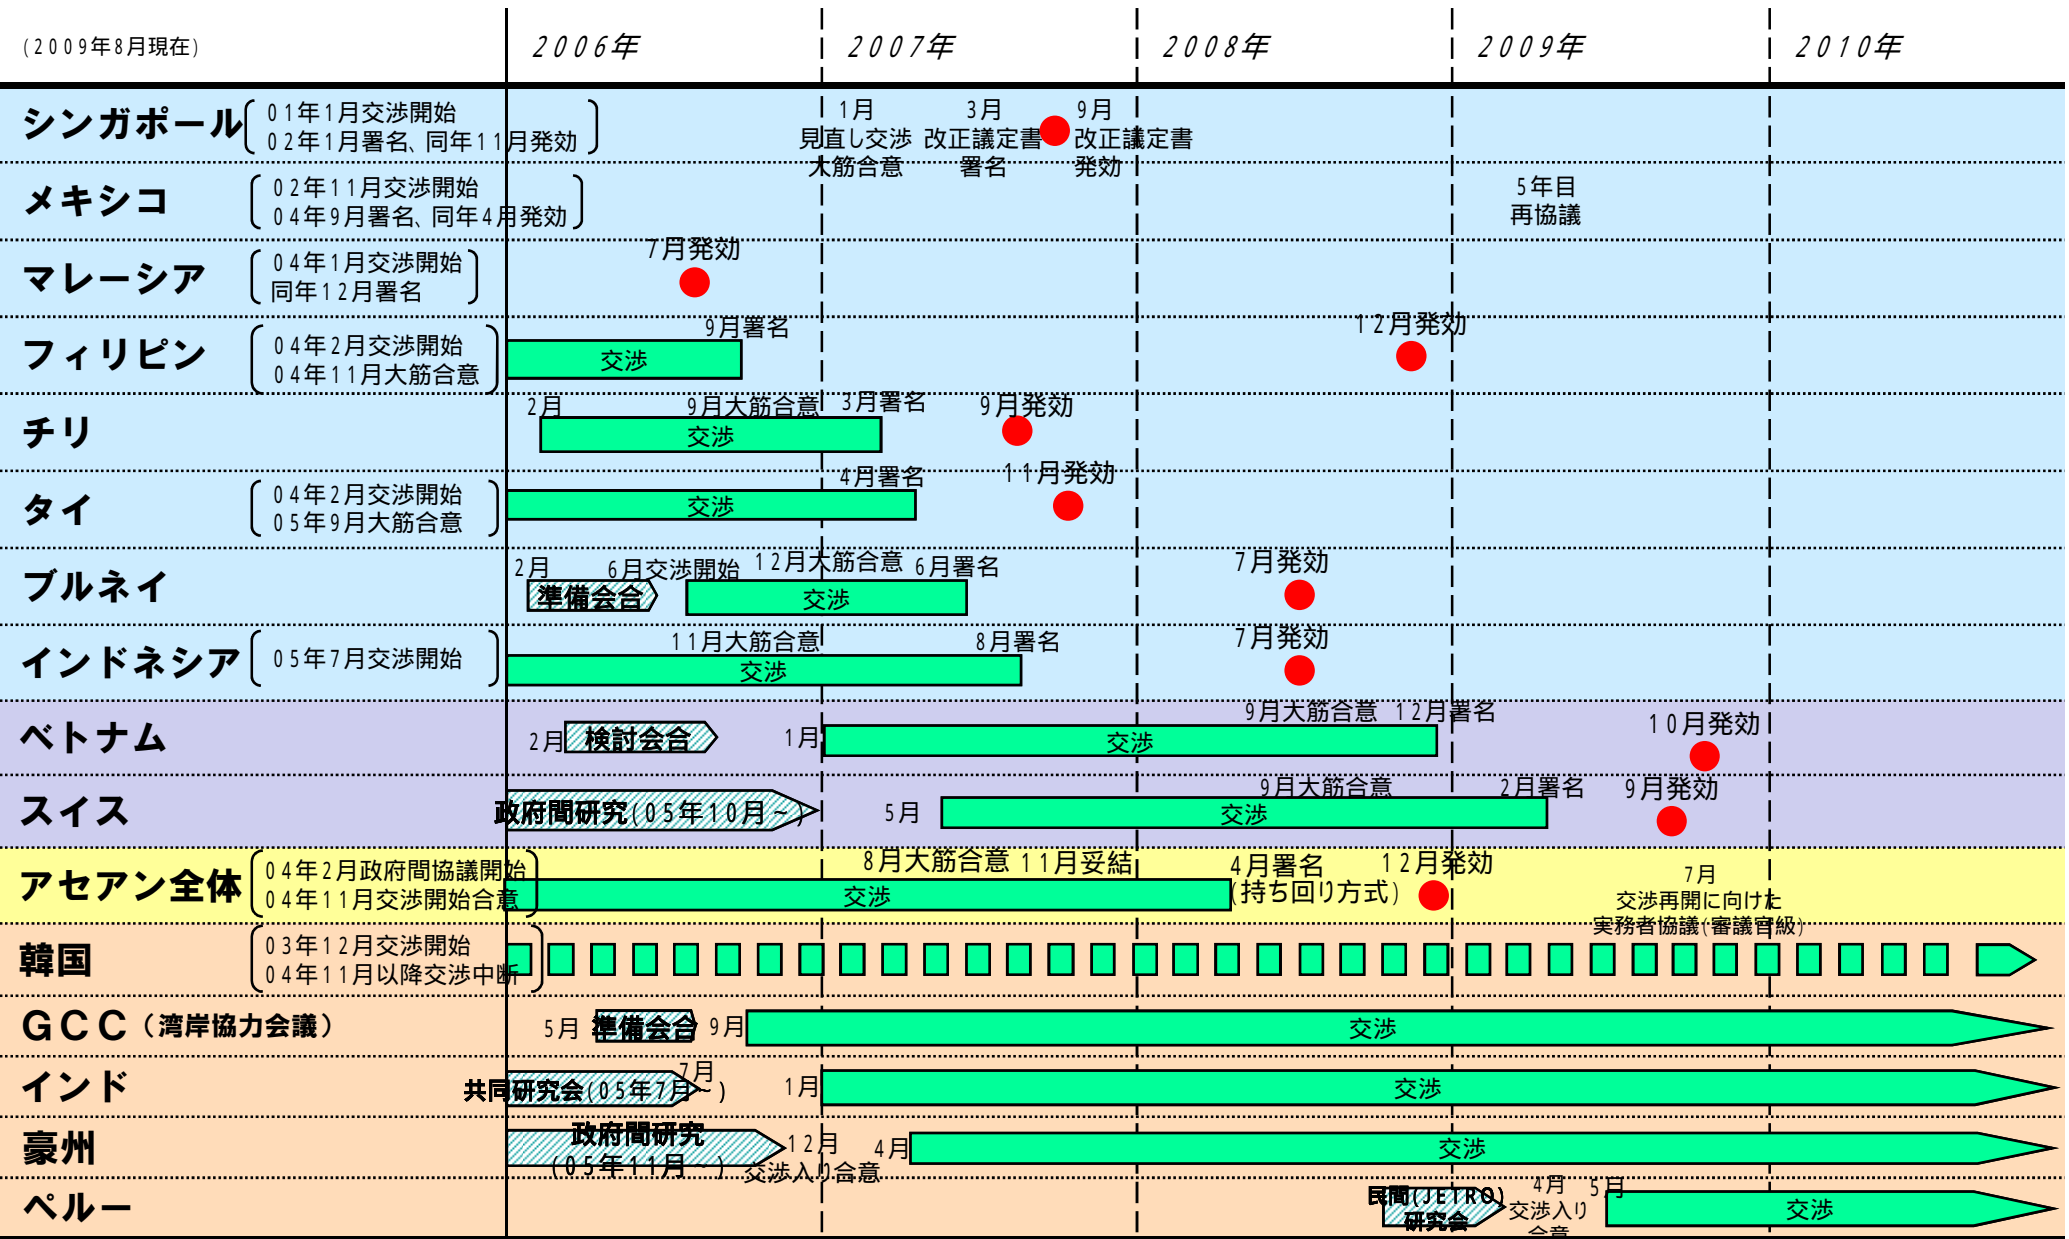 (2009年8月現在)
2006年
2007年
2008年
2009年
2010年
シンガポール
01年1月交渉開始
02年1月署名、同年11月発効
1月
見直し交渉
大筋合意
3月
改正議定書
署名
9月
改正議定書
発効
メキシコ
02年11月交渉開始
04年9月署名、同年4月発効
5年目
再協議
マレーシア
04年1月交渉開始
同年12月署名
7月発効
フィリピン
04年2月交渉開始
04年11月大筋合意
9月署名
交渉
12月発効
チリ
2月
9月大筋合意
3月署名
9月発効
交渉
タイ
04年2月交渉開始
05年9月大筋合意
4月署名
11月発効
交渉
ブルネイ
2月
6月交渉開始
12月大筋合意
6月署名
7月発効
準備会合
交渉
インドネシア
05年7月交渉開始
11月大筋合意
8月署名
7月発効
交渉
ベトナム
2月
検討会合
1月
9月大筋合意
12月署名
10月発効
交渉
スイス
政府間研究(05年10月~)
5月
9月大筋合意
2月署名
9月発効
交渉
アセアン全体
04年2月政府間協議開始
04年11月交渉開始合意
8月大筋合意
11月妥結
4月署名
(持ち回り方式)
12月発効
交渉
7月
交渉再開に向けた
実務者協議(審議官級)
韓国
03年12月交渉開始
04年11月以降交渉中断
GCC(湾岸協力会議)
5月
準備会合
9月
交渉
インド
共同研究会(05年7月~)
7月
1月
交渉
豪州
政府間研究
(05年11月~)
12月
交渉入り合意
4月
交渉
ペルー
民間(JETRO)
研究会
4月
交渉入り
合意
5月
交渉